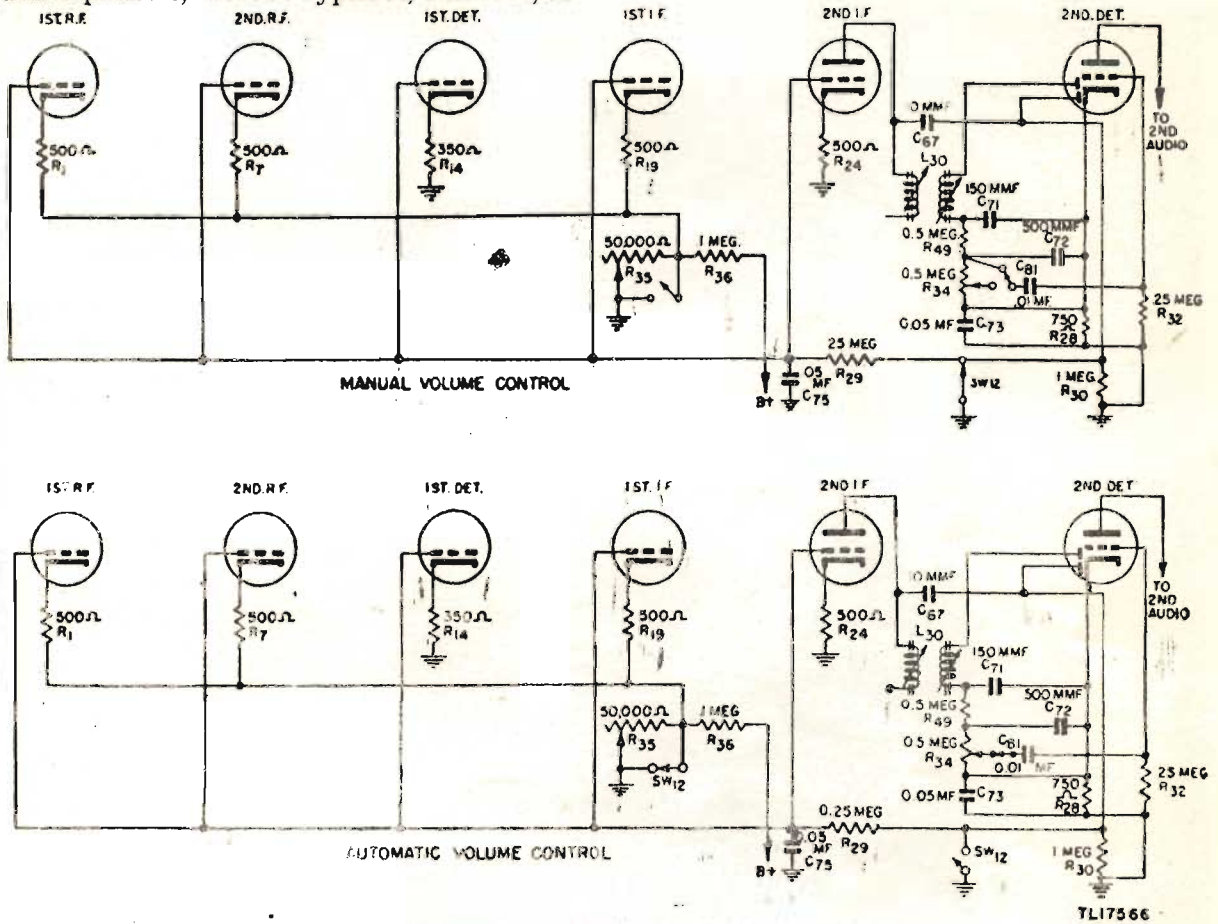 1ST.R.F.
2ND.R.F.
1ST.DET.
1ST I.F.
2ND I.F
2ND.DET.
500Ω
R1
500Ω
R7
350Ω
R14
500Ω
R19
500Ω
R24
10 MMF
C67
L30
TO
2ND
AUDIO
150 MMF
C71
0.5 MEG
R49
500 MMF
C72
50,000Ω
R35
1 MEG.
R36
0.5 MEG
R34
C81
.01 MF
0.05 MF
C73
750
Ω
R28
.25 MEG
R32
MANUAL VOLUME CONTROL
B+
.05
MF
C75
.25 MEG
R29
SW12
1 MEG.
R30
1ST.R.F.
2ND.R.F.
1ST.DET.
1ST.I.F
2ND I.F
2ND DET
500Ω
R1
500Ω
R7
350Ω
R14
500Ω
R19
500Ω
R24
10 MMF
C67
L30
TO
2ND
AUDIO
150 MMF
C71
0.5 MEG
R49
500 MMF
C72
50,000Ω
R35
1 MEG
R36
SW12
0.5 MEG
R34
C81
0.01 MF
0.05 MF
C73
750
Ω
R28
.25 MEG
R32
AUTOMATIC VOLUME CONTROL
B+
.05
MF
C75
0.25 MEG
R29
SW12
1 MEG
R30
TL17566